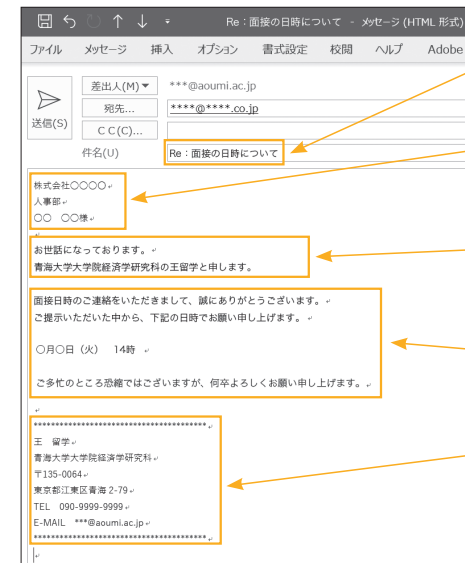 Re：面接の日時について - メッセージ (HTML 形式)
ファイル メッセージ 挿入 オプション 書式設定 校閲 ヘルプ Adobe
送信(S)
差出人(M) ***@aoumi.ac.jp
宛先... ****@****.co.jp
CC(C)...
件名(U) Re：面接の日時について
株式会社〇〇〇〇
人事部
〇〇 〇〇様
お世話になっております。
青海大学大学院経済学研究科の王留学と申します。
面接日時のご連絡をいただきまして、誠にありがとうございます。
ご提示いただいた中から、下記の日時でお願い申し上げます。
〇月〇日（火） 14時
ご多忙のところ恐縮ではございますが、何卒よろしくお願い申し上げます。
****************************************
王 留学
青海大学大学院経済学研究科
〒135-0064
東京都江東区青海 2-79
TEL 090-9999-9999
E-MAIL ***@aoumi.ac.jp
****************************************